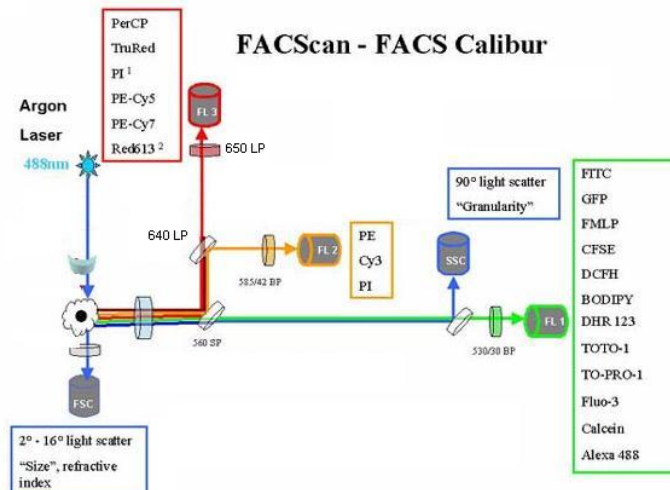 FACScan - FACS Calibur
PerCP
TruRed
PI 1
PE-Cy5
PE-Cy7
Red613 2
Argon
Laser
488nm
FL 3
650 LP
640 LP
585/42 BP
FL 2
PE
Cy3
PI
90° light scatter
"Granularity"
SSC
560 SP
530/30 BP
FL 1
FITC
GFP
FMLP
CFSE
DCFH
BODIPY
DHR 123
TOTO-1
TO-PRO-1
Fluo-3
Calcein
Alexa 488
FSC
2° - 16° light scatter
"Size", refractive
index